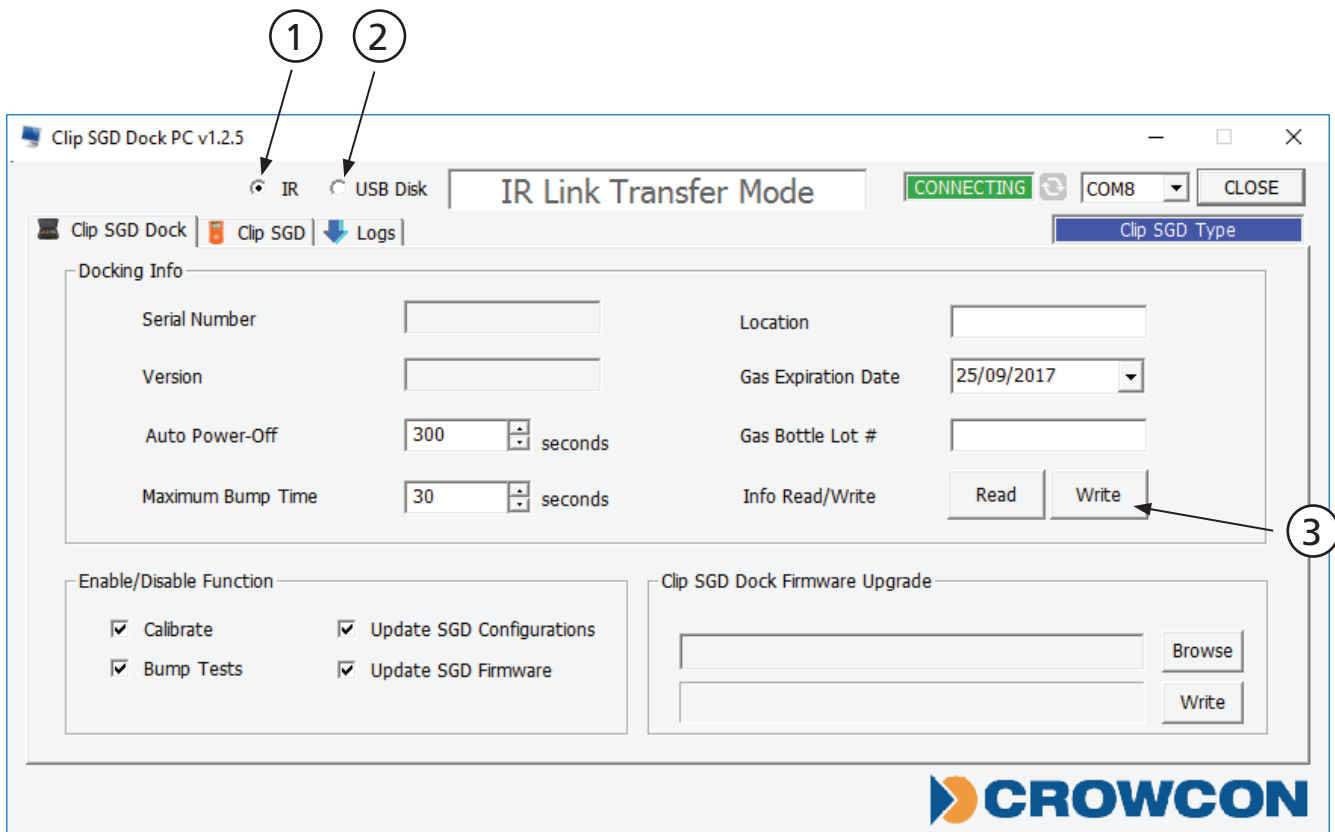 1 2
Clip SGD Dock PC v1.2.5
IR USB Disk IR Link Transfer Mode CONNECTING COM8 CLOSE
Clip SGD Dock Clip SGD Logs Clip SGD Type
Docking Info
Serial Number Location
Version Gas Expiration Date 25/09/2017
Auto Power-Off 300 seconds Gas Bottle Lot #
Maximum Bump Time 30 seconds Info Read/Write Read Write
3
Enable/Disable Function Clip SGD Dock Firmware Upgrade
Calibrate Update SGD Configurations
Browse
Bump Tests Update SGD Firmware
Write
CROWCON